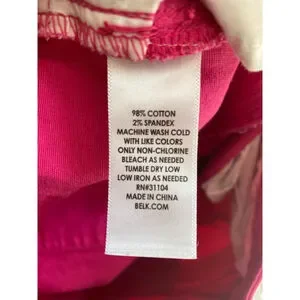 98% COTTON
2% SPANDEX
MACHINE WASH COLD
WITH LIKE COLORS
ONLY NON-CHLORINE
BLEACH AS NEEDED
TUMBLE DRY LOW
LOW IRON AS NEEDED
RN#31104
MADE IN CHINA
BELK.COM